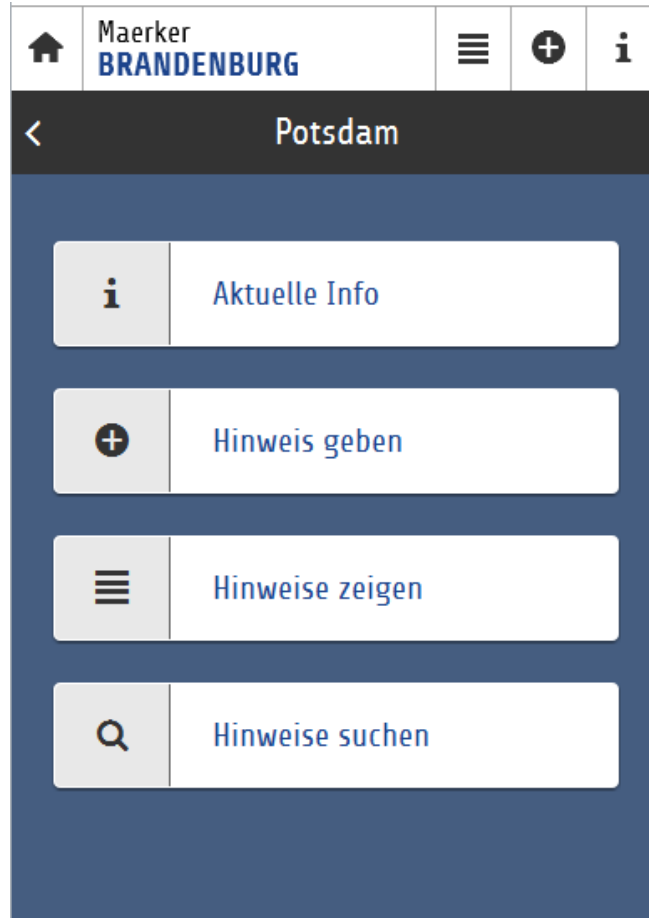 Maerker
BRANDENBURG
Potsdam
Aktuelle Info
Hinweis geben
Hinweise zeigen
Hinweise suchen